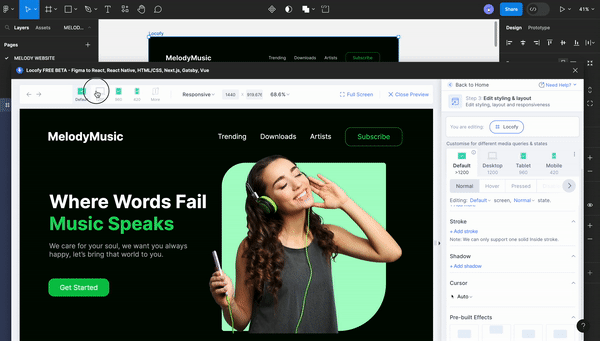 Share
41%
Layers
Assets
MELOD...
Pages
MELODY WEBSITE
Locofy
MelodyMusic
Trending
Downloads
Artists
Subscribe
Design
Prototype
Locofy FREE BETA - Figma to React, React Native, HTML/CSS, Next.js, Gatsby, Vue
Default
960
420
More
Responsive
1440
×
919.678
68.6%
Full Screen
Close Preview
MelodyMusic
Trending
Downloads
Artists
Subscribe
Where Words Fail
Music Speaks
We care for your soul, we want you always
happy, let's bring that world to you.
Get Started
Back to Home
Need Help?
Step 3: Edit styling & layout
Edit styling, layout and responsiveness
You are editing:
Locofy
Customise for different media queries & states
Default
>1200
Desktop
1200
Tablet
960
Mobile
420
Normal
Hover
Pressed
Editing: Default screen, Normal state.
Stroke
+ Add stroke
Note: We can only support one solid inside stroke.
Shadow
+ Add shadow
Cursor
Auto
Pre-built Effects
?